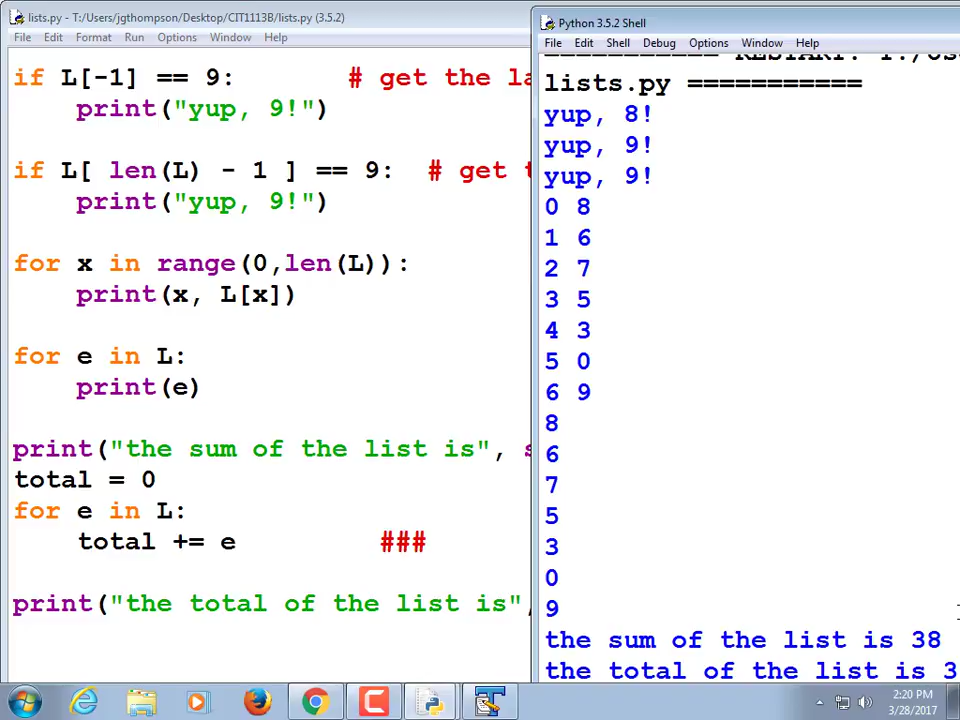 lists.py - T:/Users/jgthompson/Desktop/CIT1113B/lists.py (3.5.2)
File Edit Format Run Options Window Help
if L[-1] == 9: # get the la
print("yup, 9!")
if L[ len(L) - 1 ] == 9: # get t
print("yup, 9!")
for x in range(0,len(L)):
print(x, L[x])
for e in L:
print(e)
print("the sum of the list is", s
total = 0
for e in L:
total += e ###
print("the total of the list is",
Python 3.5.2 Shell
File Edit Shell Debug Options Window Help
=========== RESTART: T:/Use
lists.py ===========
yup, 8!
yup, 9!
yup, 9!
0 8
1 6
2 7
3 5
4 3
5 0
6 9
8
6
7
5
3
0
9
the sum of the list is 38
the total of the list is 3
2:20 PM
3/28/2017